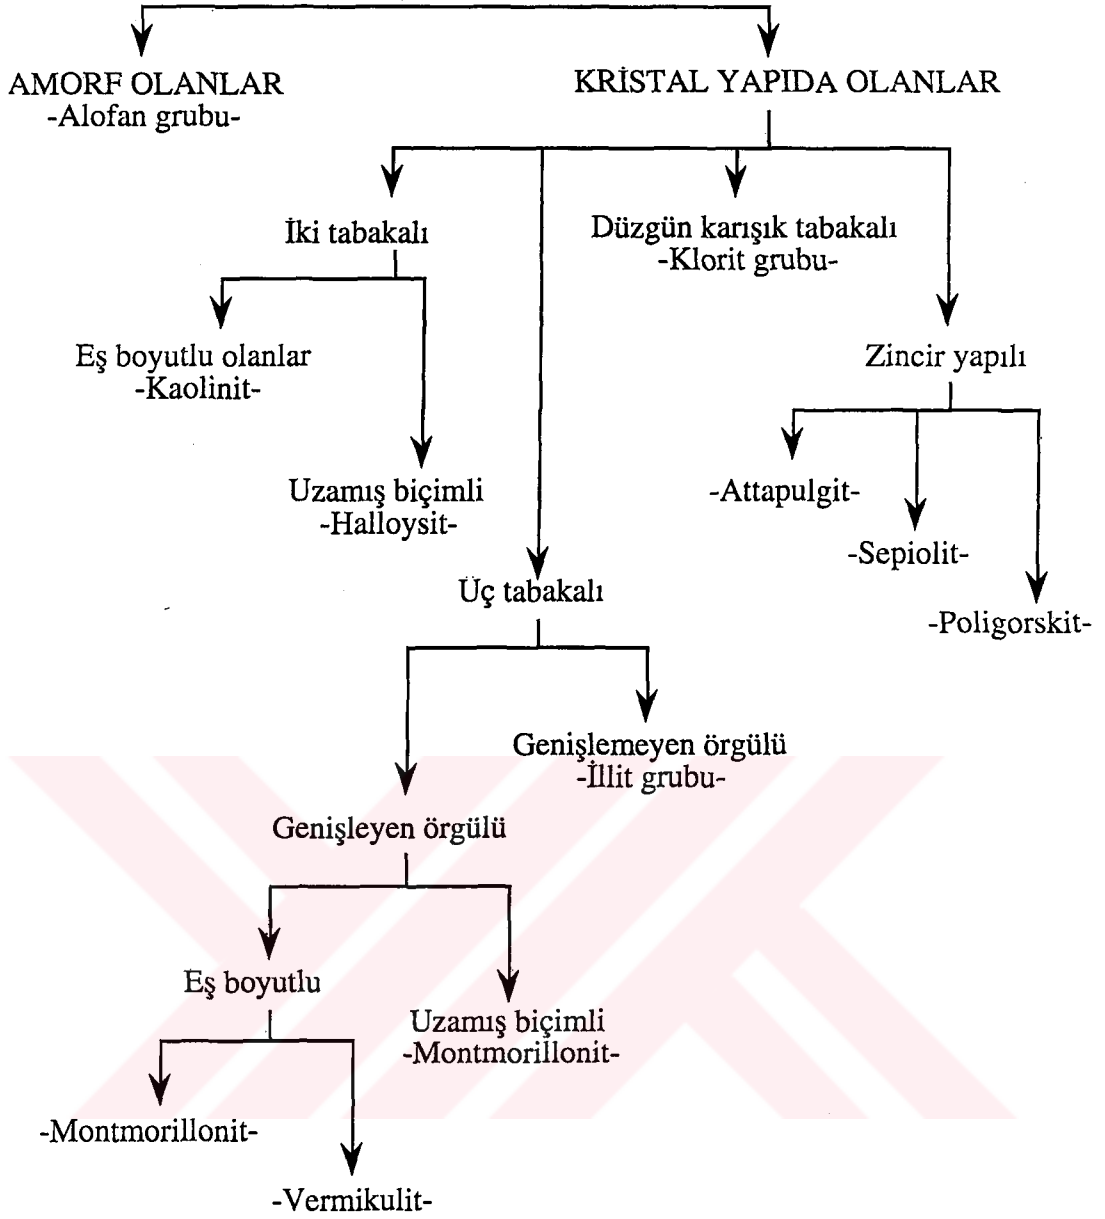 AMORF OLANLAR
-Alofan grubu-
KRİSTAL YAPIDA OLANLAR
İki tabakalı
Düzgün karışık tabakalı
-Klorit grubu-
Eş boyutlu olanlar
-Kaolinit-
Zincir yapılı
Uzamış biçimli
-Halloysit-
-Attapulgit-
-Sepiolit-
Üç tabakalı
-Poligorskit-
Genişlemeyen örgülü
-İllit grubu-
Genişleyen örgülü
Eş boyutlu
Uzamış biçimli
-Montmorillonit-
-Montmorillonit-
-Vermikulit-